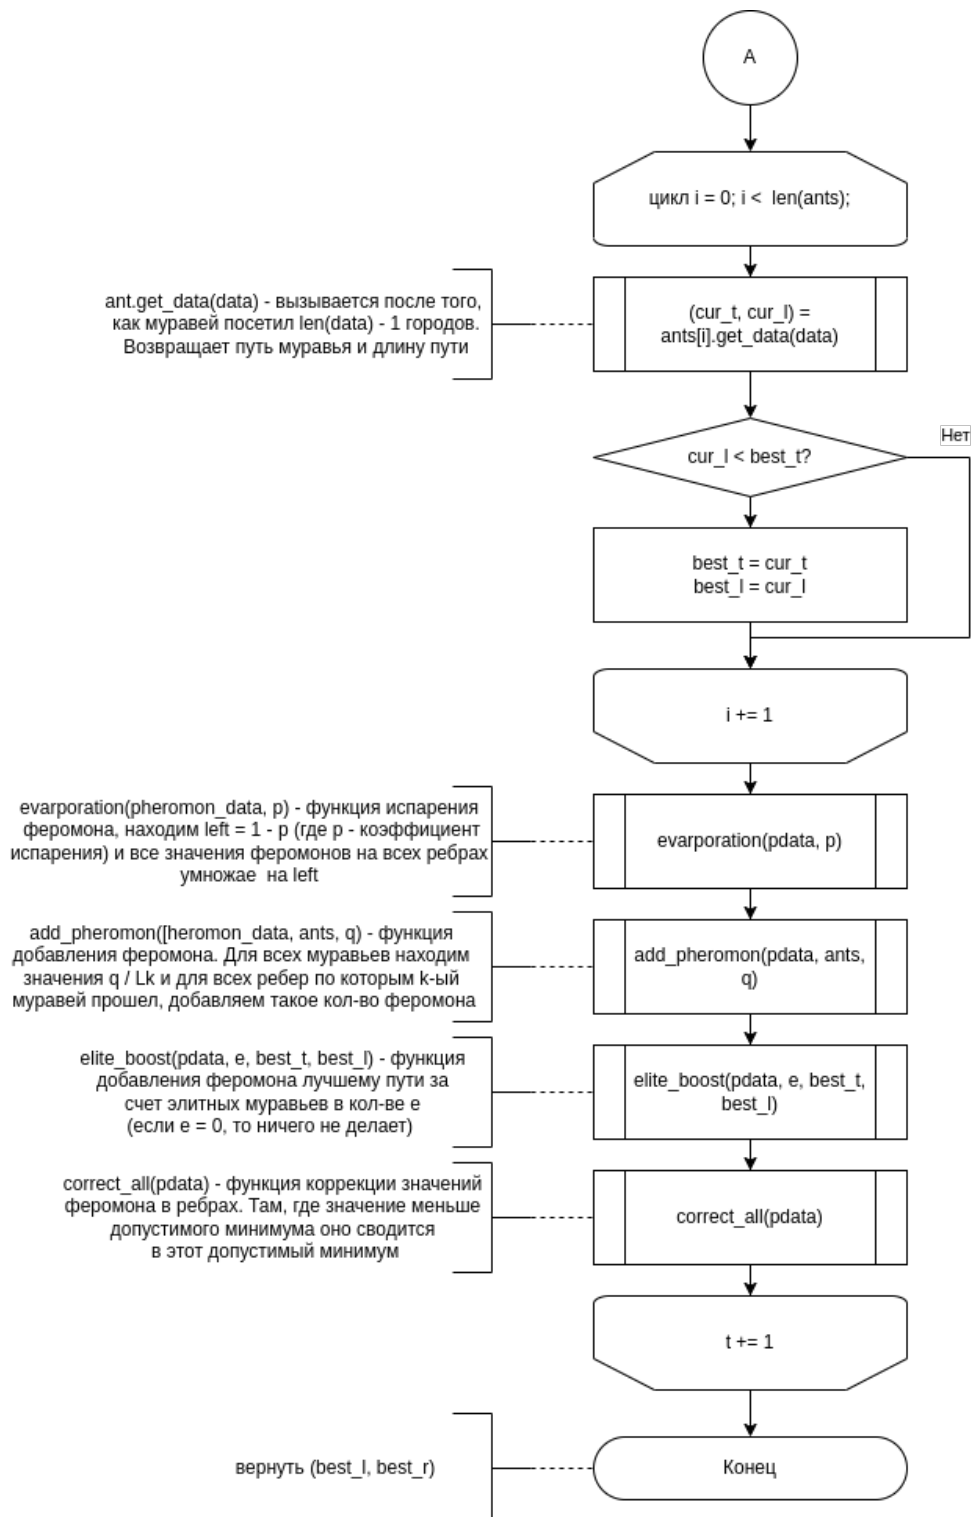 A
цикл i = 0; i < len(ants);
ant.get_data(data) - вызывается после того,
как муравей посетил len(data) - 1 городов.
Возвращает путь муравья и длину пути
(cur_t, cur_l) =
ants[i].get_data(data)
Нет
cur_l < best_t?
best_t = cur_t
best_l = cur_l
i += 1
evarporation(pheromon_data, p) - функция испарения
феромона, находим left = 1 - p (где p - коэффициент
испарения) и все значения феромонов на всех ребрах
умножае на left
evarporation(pdata, p)
add_pheromon([heromon_data, ants, q) - функция
добавления феромона. Для всех муравьев находим
значения q / Lk и для всех ребер по которым k-ый
муравей прошел, добавляем такое кол-во феромона
add_pheromon(pdata, ants,
q)
elite_boost(pdata, e, best_t, best_l) - функция
добавления феромона лучшему пути за
счет элитных муравьев в кол-ве e
(если e = 0, то ничего не делает)
elite_boost(pdata, e, best_t,
best_l)
correct_all(pdata) - функция коррекции значений
феромона в ребрах. Там, где значение меньше
допустимого минимума оно сводится
в этот допустимый минимум
correct_all(pdata)
t += 1
вернуть (best_l, best_r)
Конец